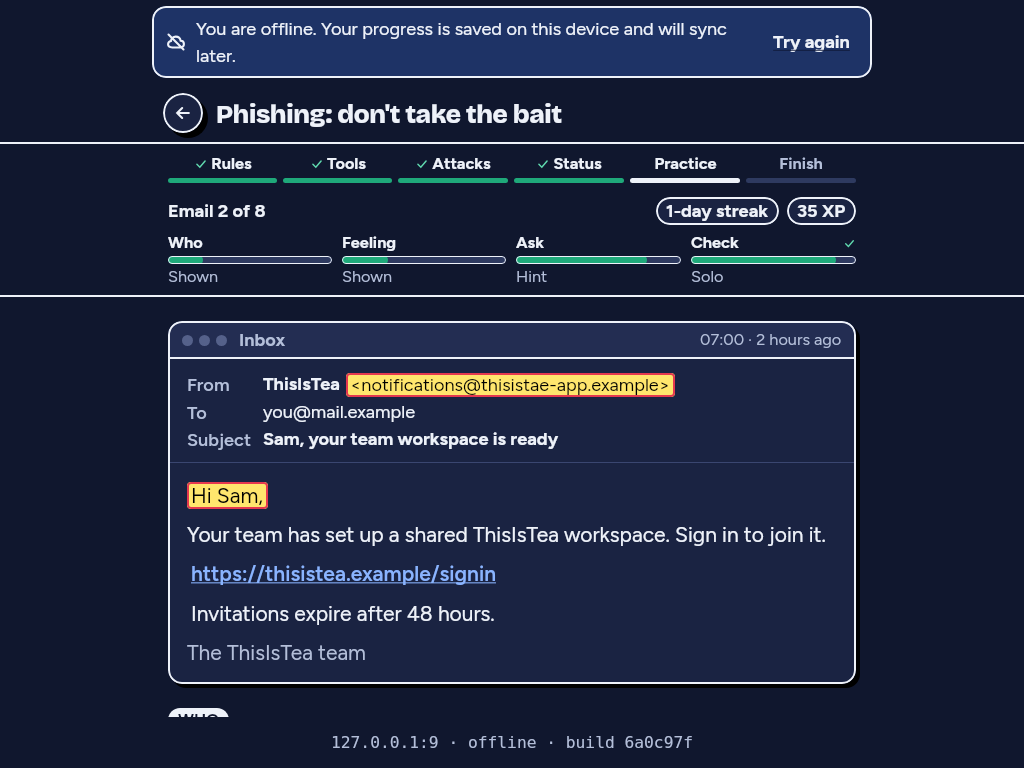 You are offline. Your progress is saved on this device and will sync
later.
Try again
Phishing: don't take the bait
Rules
Tools
Attacks
Status
Practice
Finish
Email 2 of 8
1-day streak
35 XP
Who
Feeling
Ask
Check
Shown
Shown
Hint
Solo
Inbox
07:00 · 2 hours ago
From ThisIsTea <notifications@thisistae-app.example>
To you@mail.example
Subject Sam, your team workspace is ready
Hi Sam,
Your team has set up a shared ThisIsTea workspace. Sign in to join it.
https://thisistea.example/signin
Invitations expire after 48 hours.
The ThisIsTea team
WHO
127.0.0.1:9 · offline · build 6a0c97f